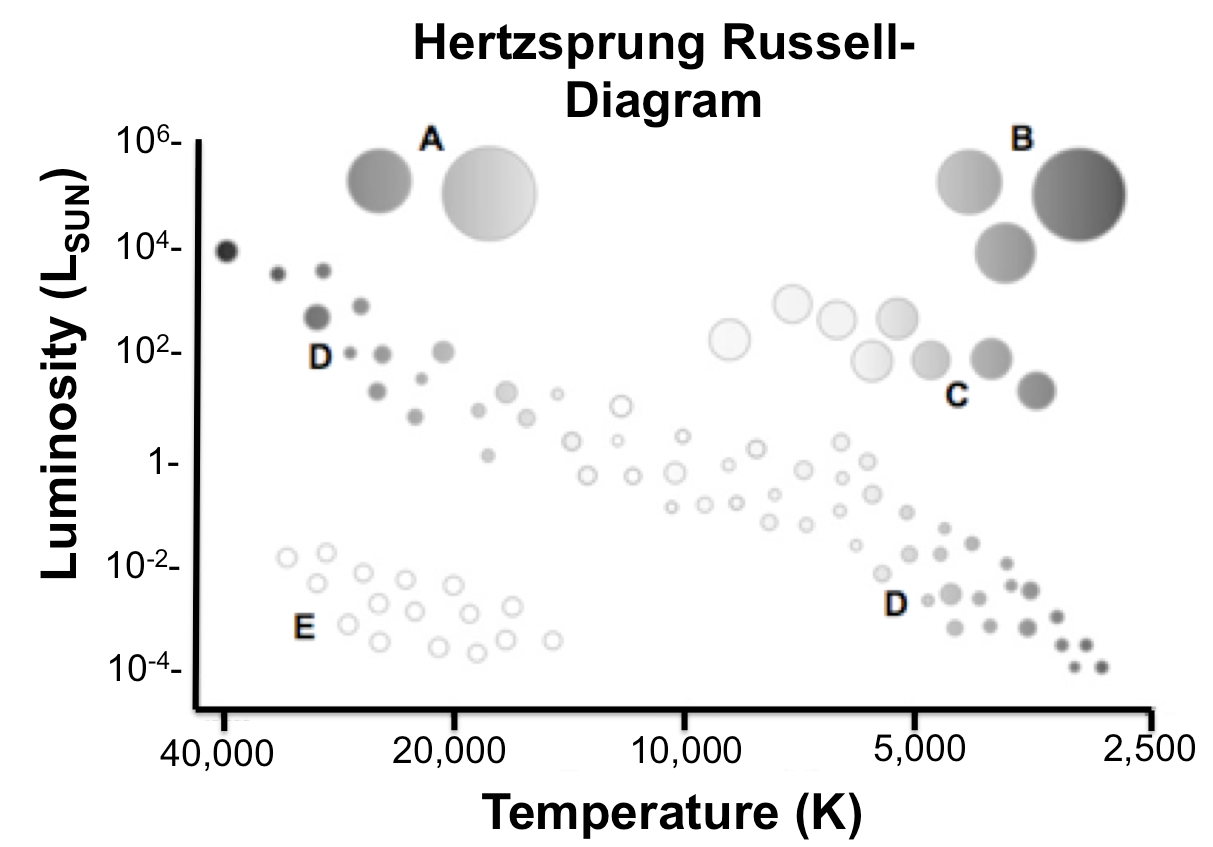 Hertzsprung Russell-
Diagram
A
B
10⁶-
10⁴-
10²-
1-
10⁻²-
10⁻⁴-
Luminosity (L_SUN)
D
C
D
E
40,000
20,000
10,000
5,000
2,500
Temperature (K)